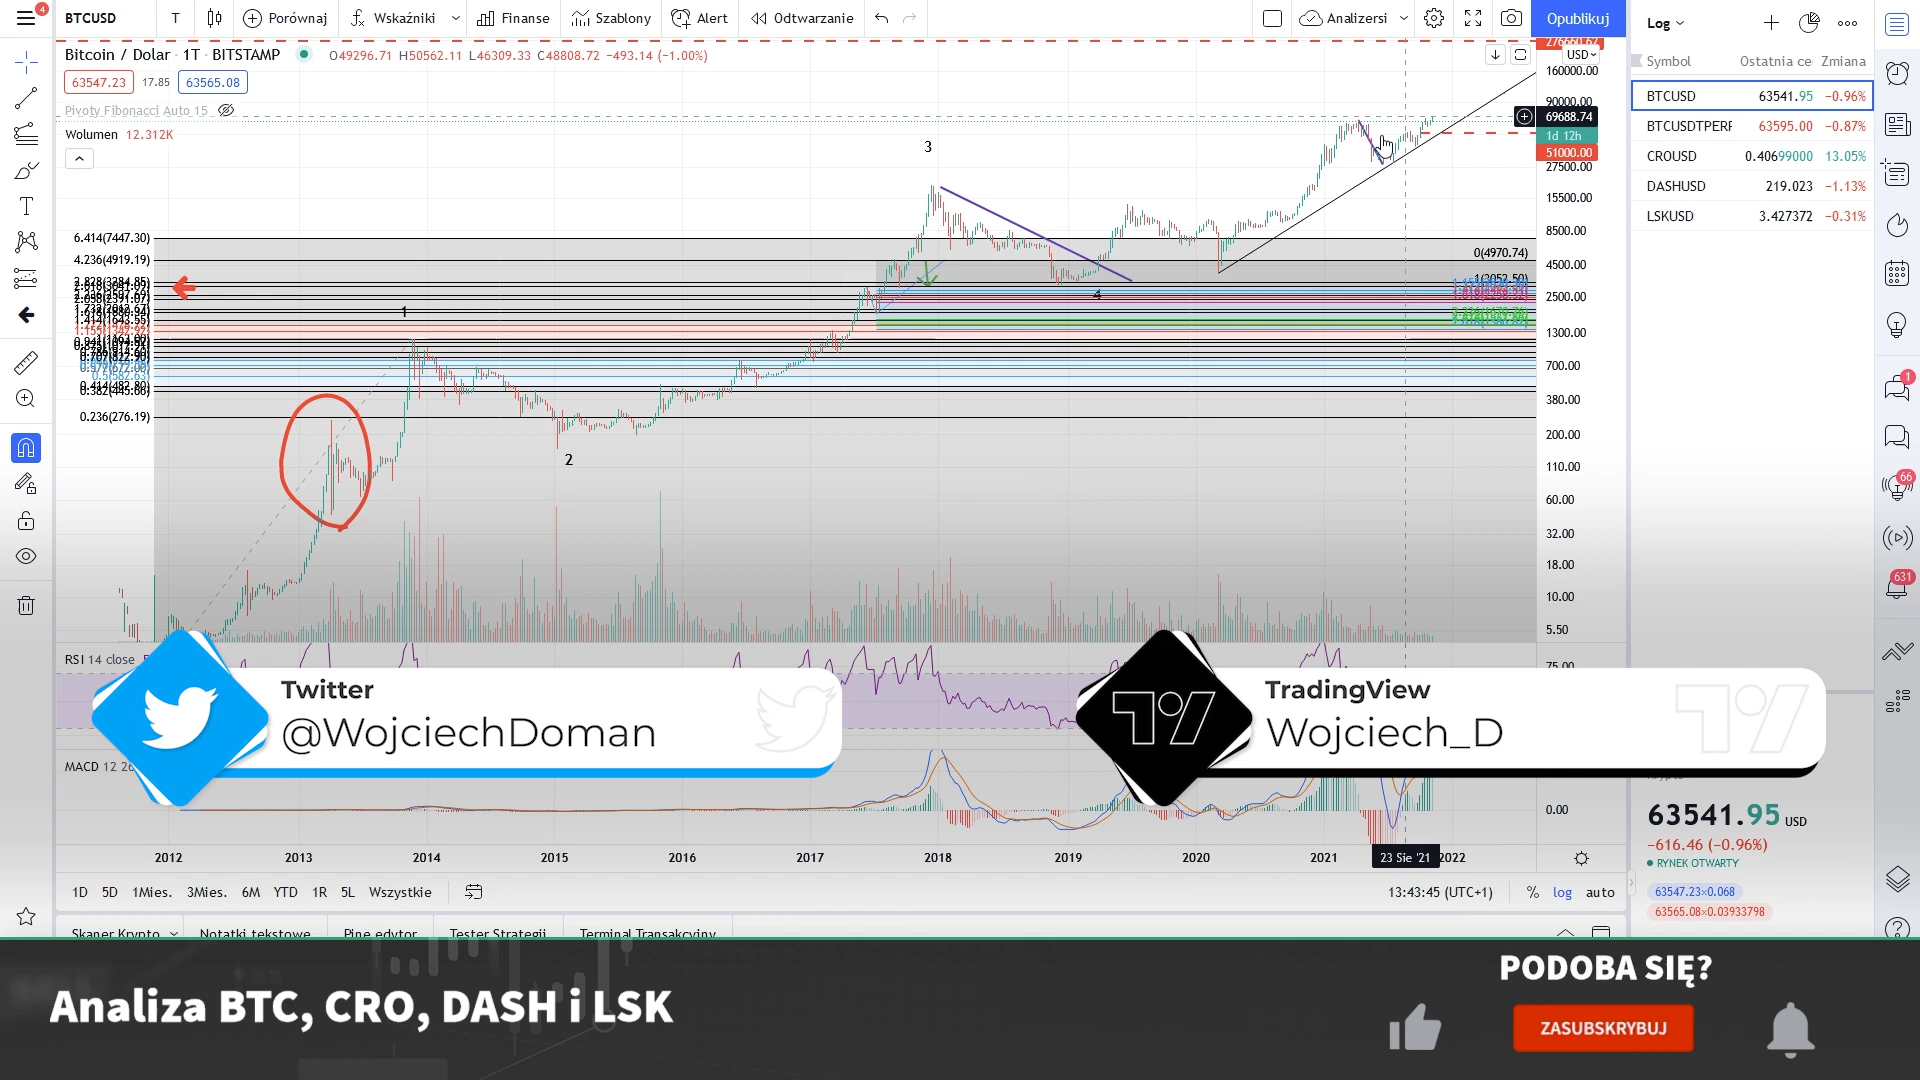 4
BTCUSD
T
Porównaj
Wskaźniki
Finanse
Szablony
Alert
Odtwarzanie
Analizersi
Opublikuj
Log
Bitcoin / Dolar · 1T · BITSTAMP
O49296.71 H50562.11 L46309.33 C48808.72 −493.14 (−1.00%)
63547.23 17.85 63565.08
Pivoty Fibonacci Auto 15
Wolumen 12.312K
USD
160000.00
90000.00
69688.74
1d 12h
51000.00
27500.00
15500.00
8500.00
4500.00
2500.00
1300.00
700.00
380.00
200.00
110.00
60.00
32.00
18.00
10.00
5.50
75.00
0.00
6.414(7447.30)
4.236(4919.19)
0.236(276.19)
0(4970.74)
1(2052.50)
1
2
3
4
Symbol Ostatnia ce Zmiana
BTCUSD 63541.95 −0.96%
BTCUSDTPERF 63595.00 −0.87%
CROUSD 0.40699000 13.05%
DASHUSD 219.023 −1.13%
LSKUSD 3.427372 −0.31%
1
66
631
RSI 14 close
MACD 12 26
Twitter
@WojciechDoman
TradingView
Wojciech_D
63541.95 USD
−616.46 (−0.96%)
RYNEK OTWARTY
63547.23×0.068
63565.08×0.03933798
2012 2013 2014 2015 2016 2017 2018 2019 2020 2021 23 Sie '21 2022
1D 5D 1Mies. 3Mies. 6M YTD 1R 5L Wszystkie
13:43:45 (UTC+1) % log auto
Skaner Krypto Notatki tekstowe Pine edytor Tester Strategii Terminal Transakcyjny
Analiza BTC, CRO, DASH i LSK
PODOBA SIĘ?
ZASUBSKRYBUJ